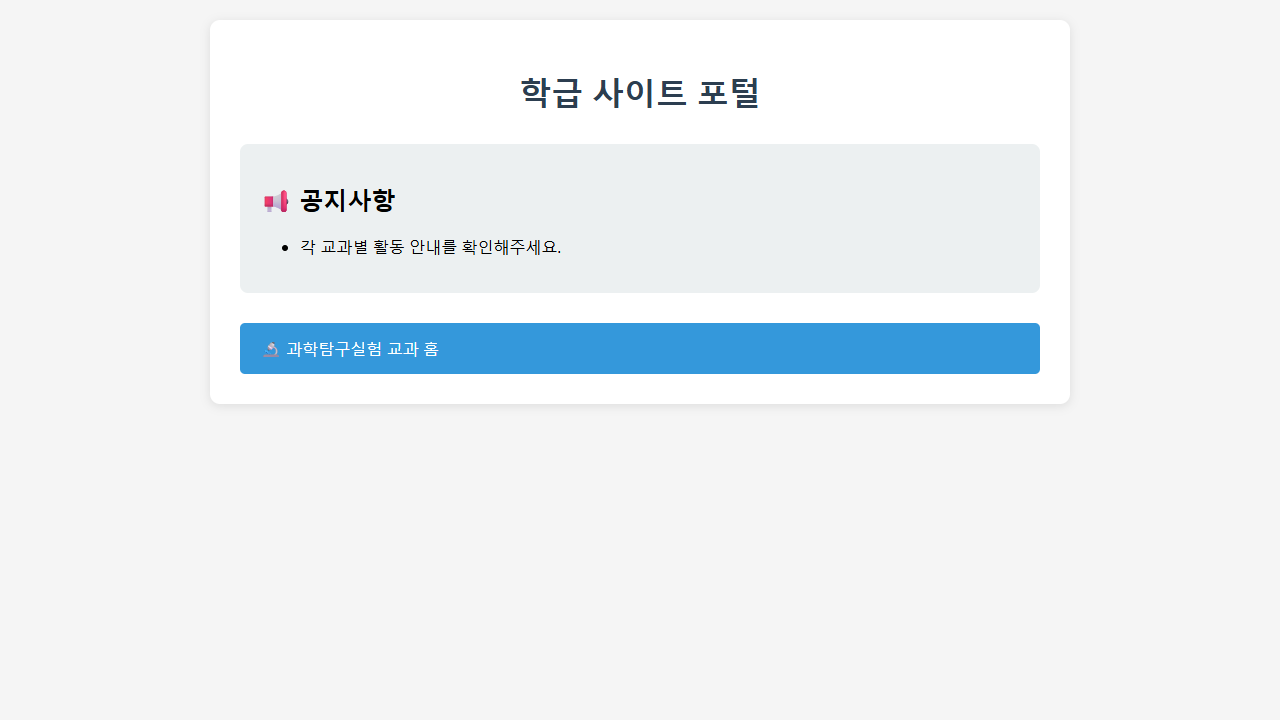 학급 사이트 포털
📢 공지사항
• 각 교과별 활동 안내를 확인해주세요.
🔬 과학탐구실험 교과 홈